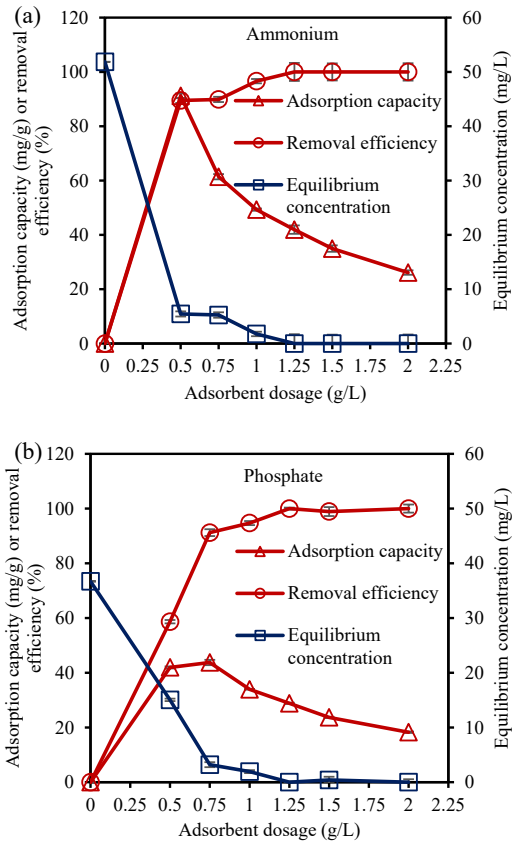 (a)
Ammonium
Adsorption capacity (mg/g) or removal
efficiency (%)
120
100
80
60
40
20
0
Adsorption capacity
Removal efficiency
Equilibrium
concentration
60
50
40
30
20
10
0
Equilibrium concentration (mg/L)
0 0.25 0.5 0.75 1 1.25 1.5 1.75 2 2.25
Adsorbent dosage (g/L)
(b)
Phosphate
Adsorption capacity (mg/g) or removal
efficiency (%)
120
100
80
60
40
20
0
Adsorption capacity
Removal efficiency
Equilibrium
concentration
60
50
40
30
20
10
0
Equilibrium concentration (mg/L)
0 0.25 0.5 0.75 1 1.25 1.5 1.75 2 2.25
Adsorbent dosage (g/L)